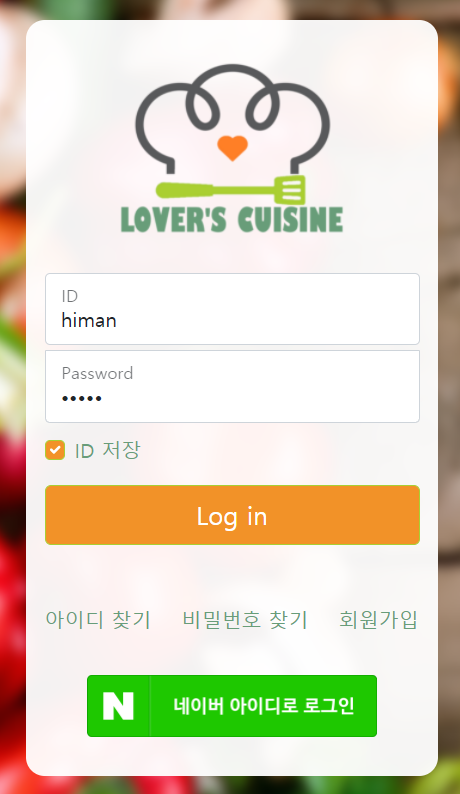 LOVER'S CUISINE
ID
himan
Password
•••••
ID 저장
Log in
아이디 찾기 비밀번호 찾기 회원가입
N 네이버 아이디로 로그인